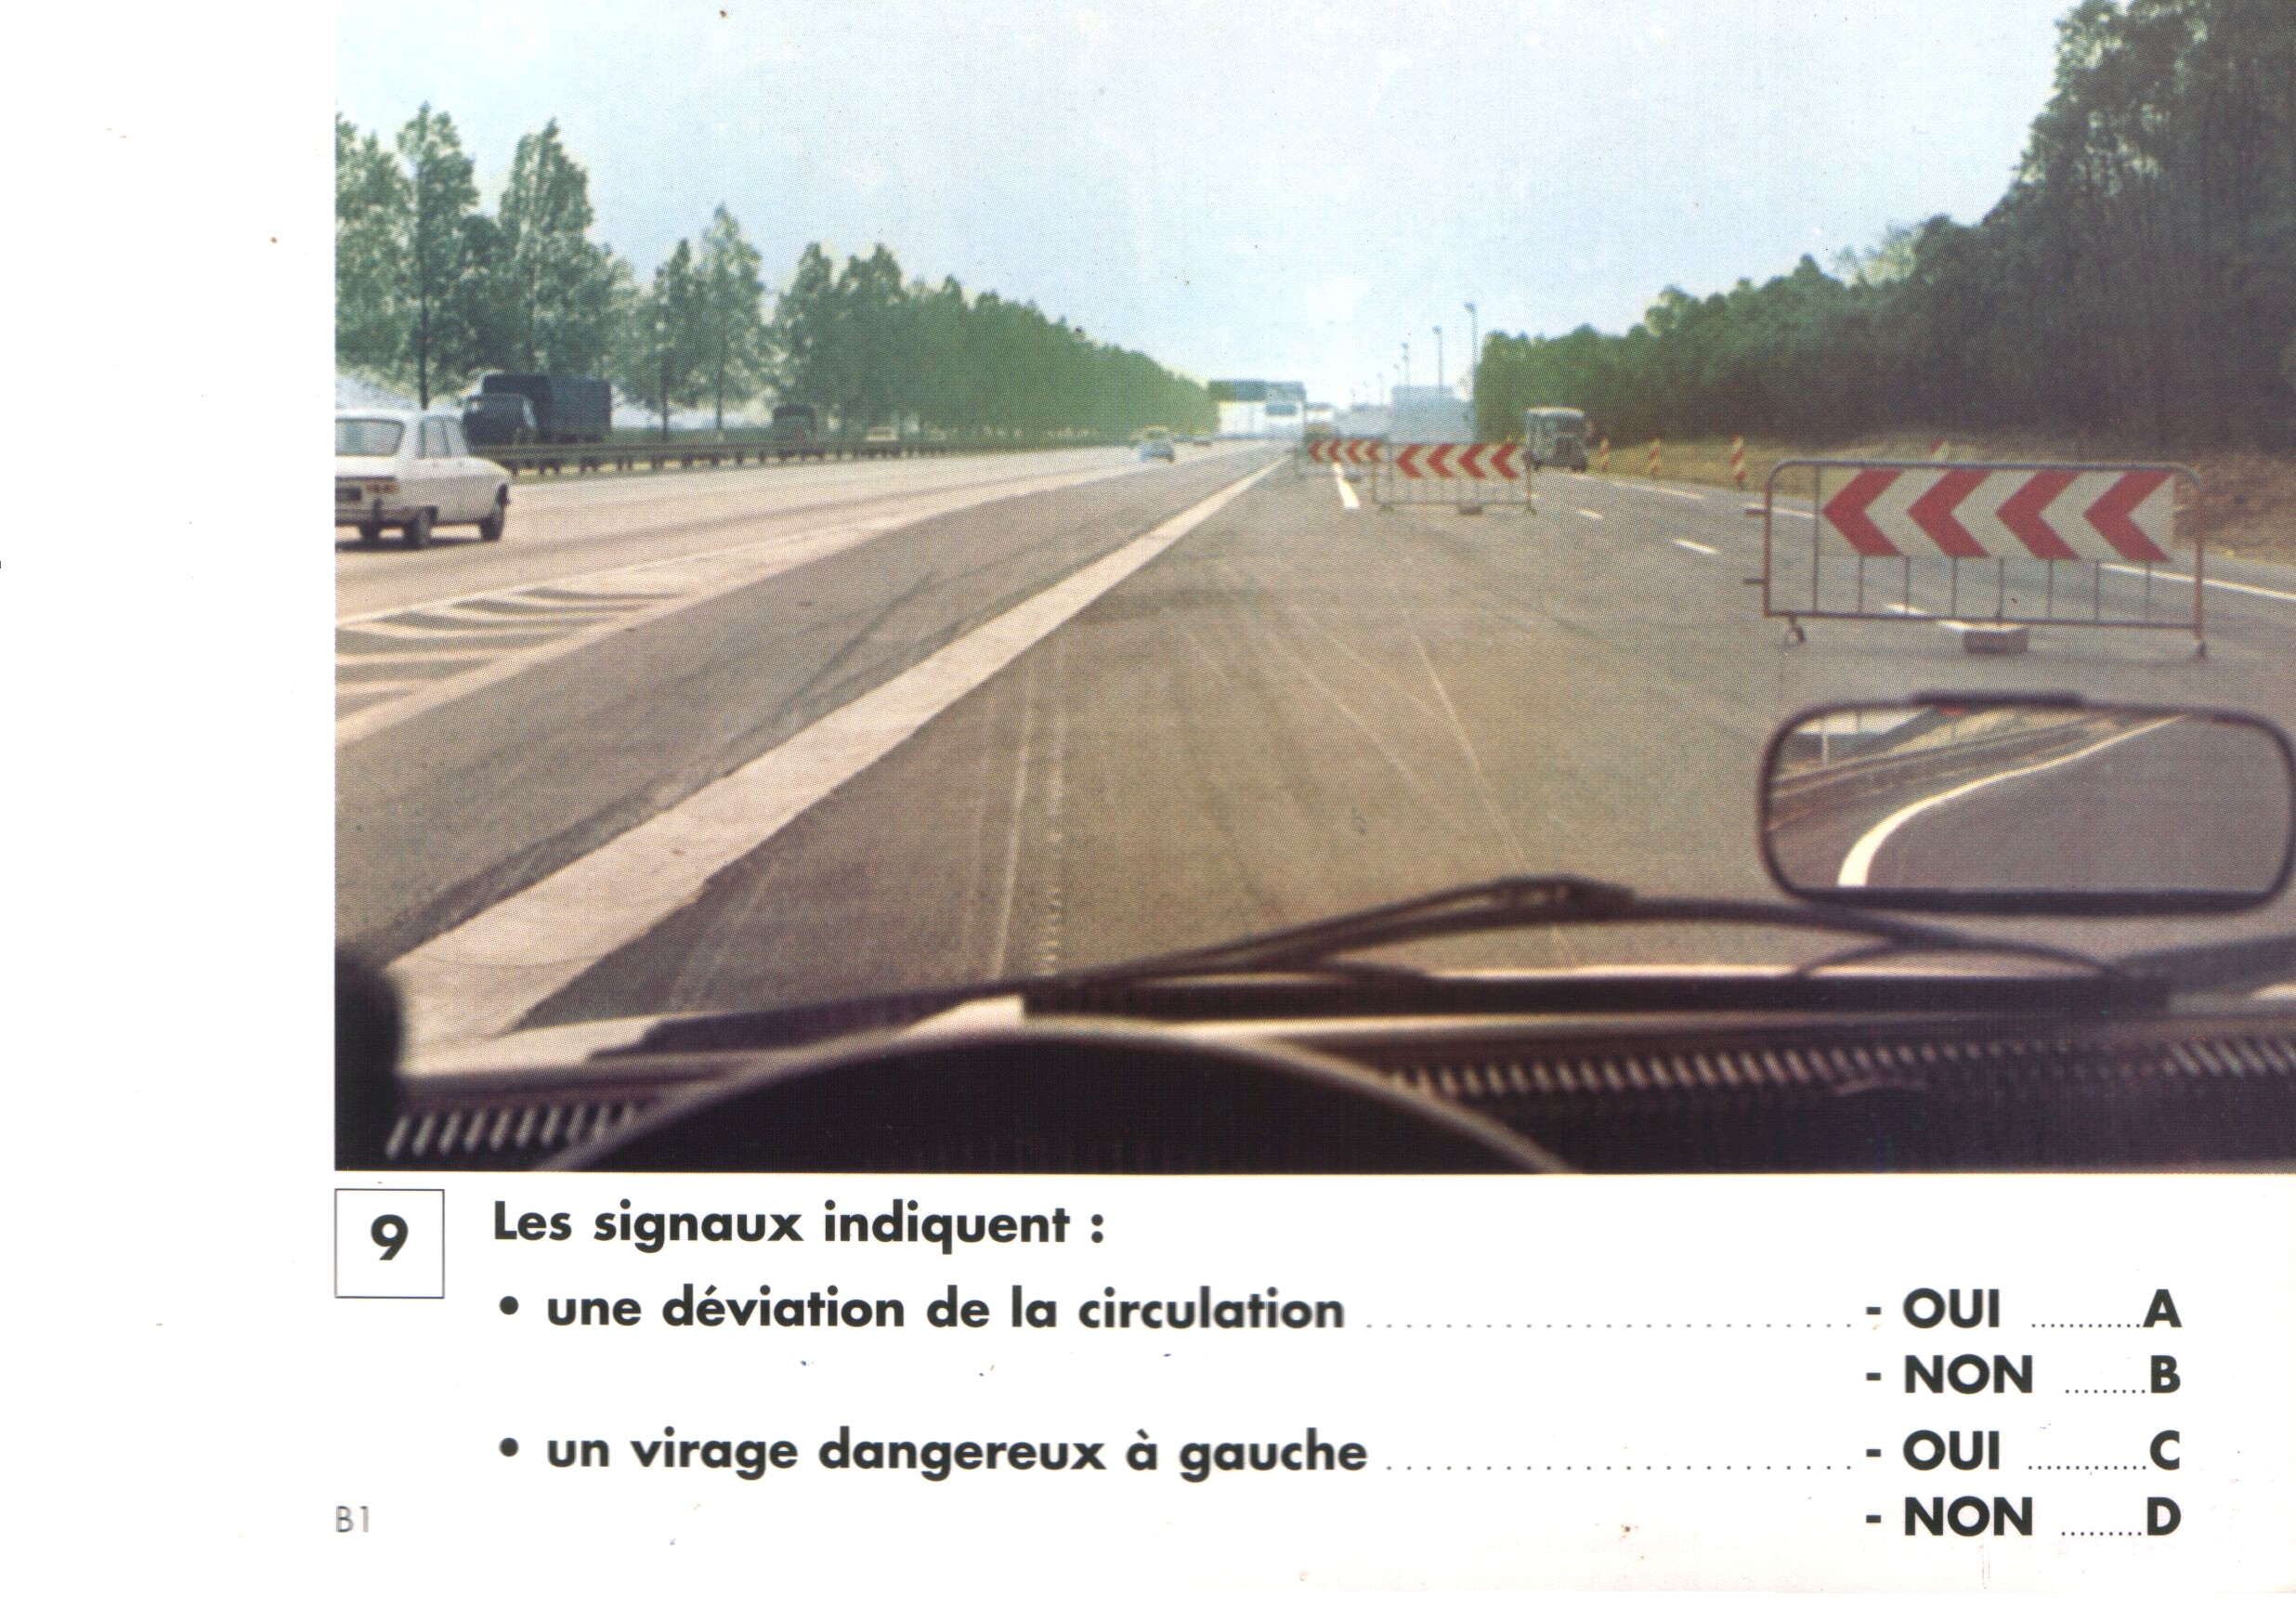 9 Les signaux indiquent :
• une déviation de la circulation ........................ - OUI ............A
- NON .........B
• un virage dangereux à gauche ........................ - OUI .............C
- NON .........D
B1